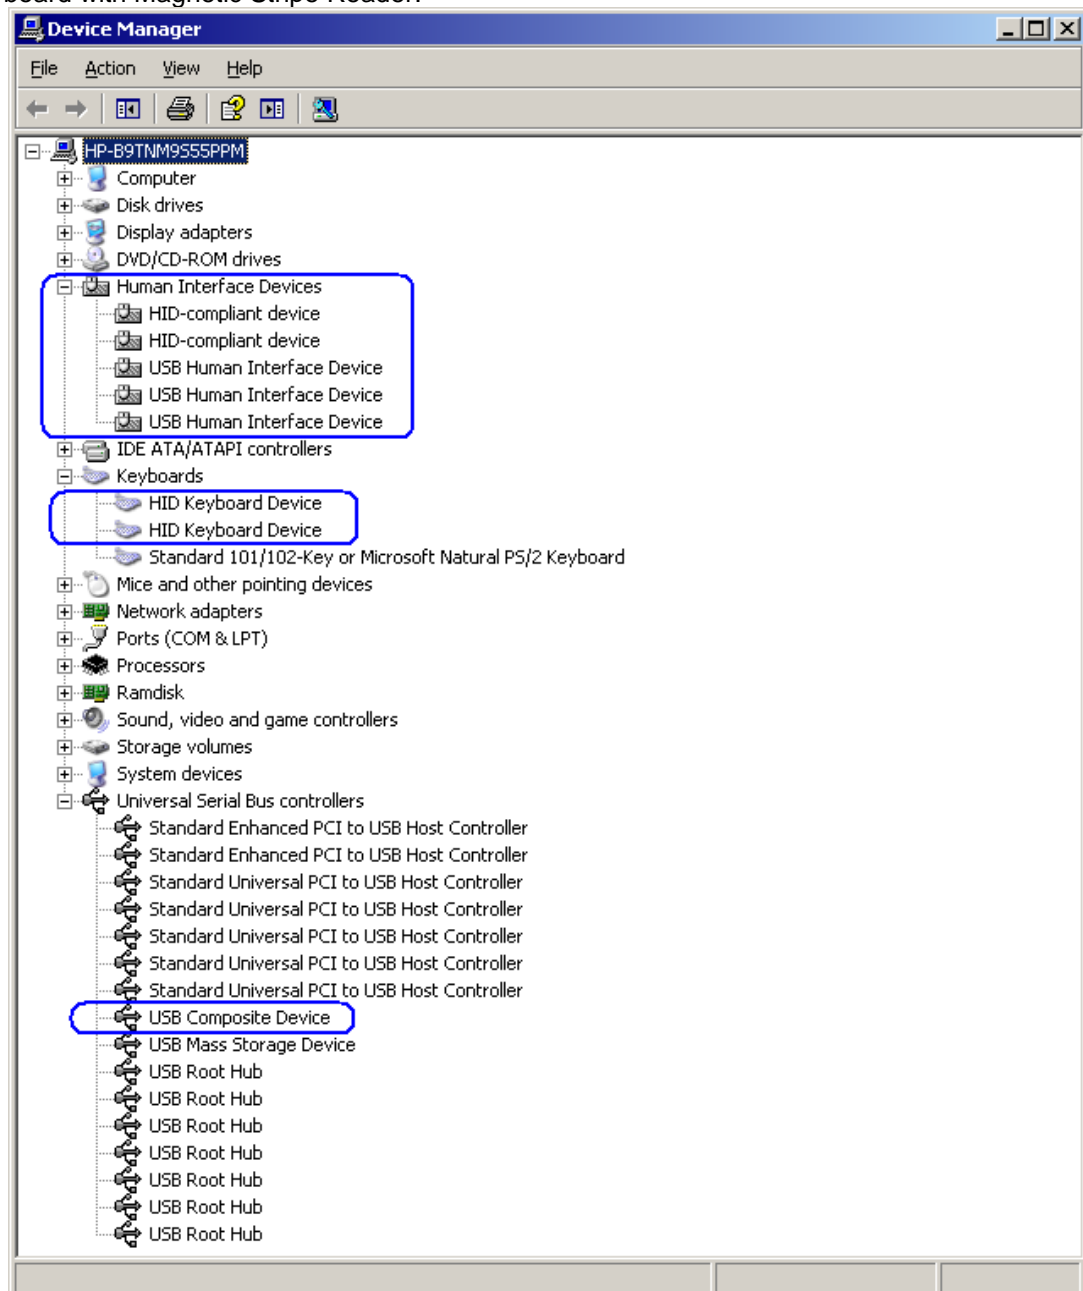 board with Magnetic Stripe Reader.
Device Manager
File Action View Help
HP-B9TNM9S55PPM
Computer
Disk drives
Display adapters
DVD/CD-ROM drives
Human Interface Devices
HID-compliant device
HID-compliant device
USB Human Interface Device
USB Human Interface Device
USB Human Interface Device
IDE ATA/ATAPI controllers
Keyboards
HID Keyboard Device
HID Keyboard Device
Standard 101/102-Key or Microsoft Natural PS/2 Keyboard
Mice and other pointing devices
Network adapters
Ports (COM & LPT)
Processors
Ramdisk
Sound, video and game controllers
Storage volumes
System devices
Universal Serial Bus controllers
Standard Enhanced PCI to USB Host Controller
Standard Enhanced PCI to USB Host Controller
Standard Universal PCI to USB Host Controller
Standard Universal PCI to USB Host Controller
Standard Universal PCI to USB Host Controller
Standard Universal PCI to USB Host Controller
Standard Universal PCI to USB Host Controller
USB Composite Device
USB Mass Storage Device
USB Root Hub
USB Root Hub
USB Root Hub
USB Root Hub
USB Root Hub
USB Root Hub
USB Root Hub